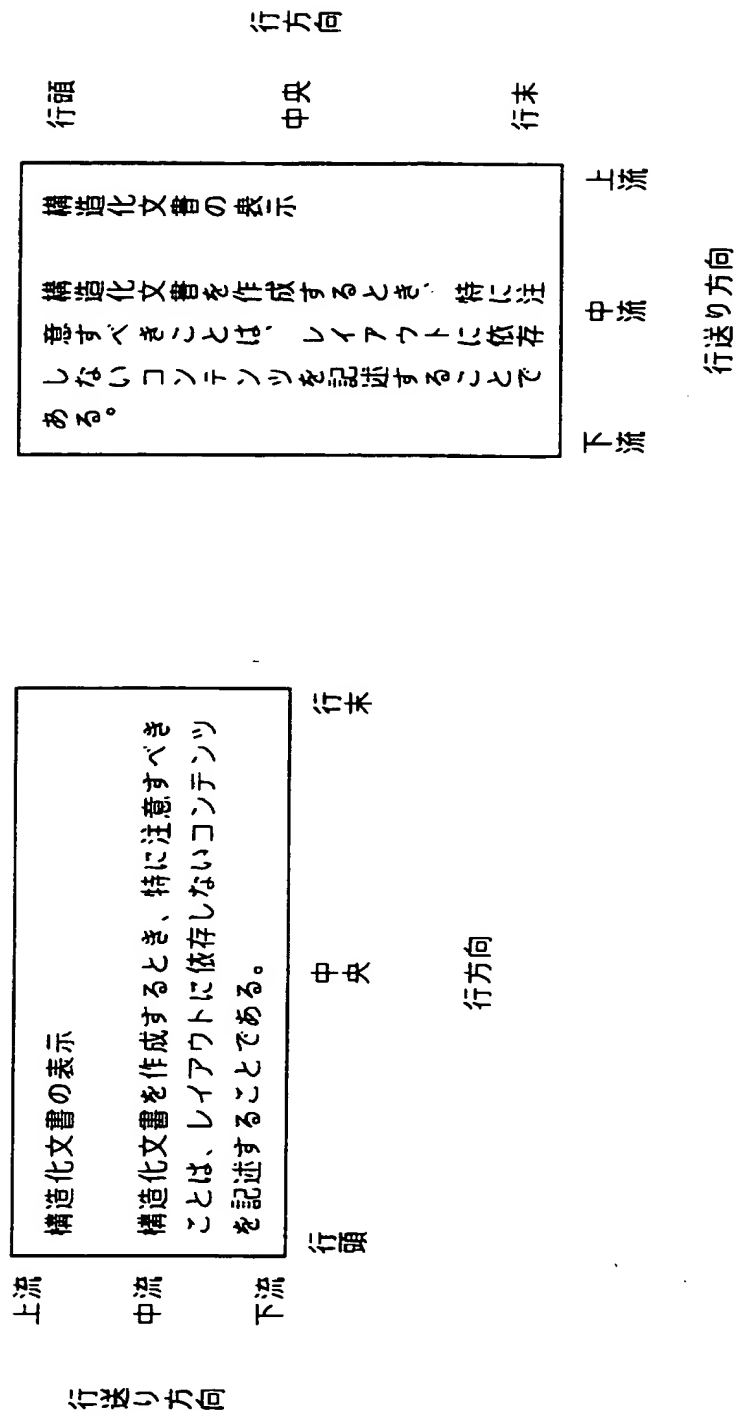 構造化文書の表示
構造化文書を作成するとき、特に注意すべき
ことは、レイアウトに依存しないコンテンツ
を記述することである。
上流
中流
下流
行送り方向
行頭
中央
行末
行方向
構造化文書の表示
構造化文書を作成するとき、特に注
意すべきことは、レイアウトに依存
しないコンテンツを記述することで
ある。
行頭
中央
行末
行方向
上流
中流
下流
行送り方向